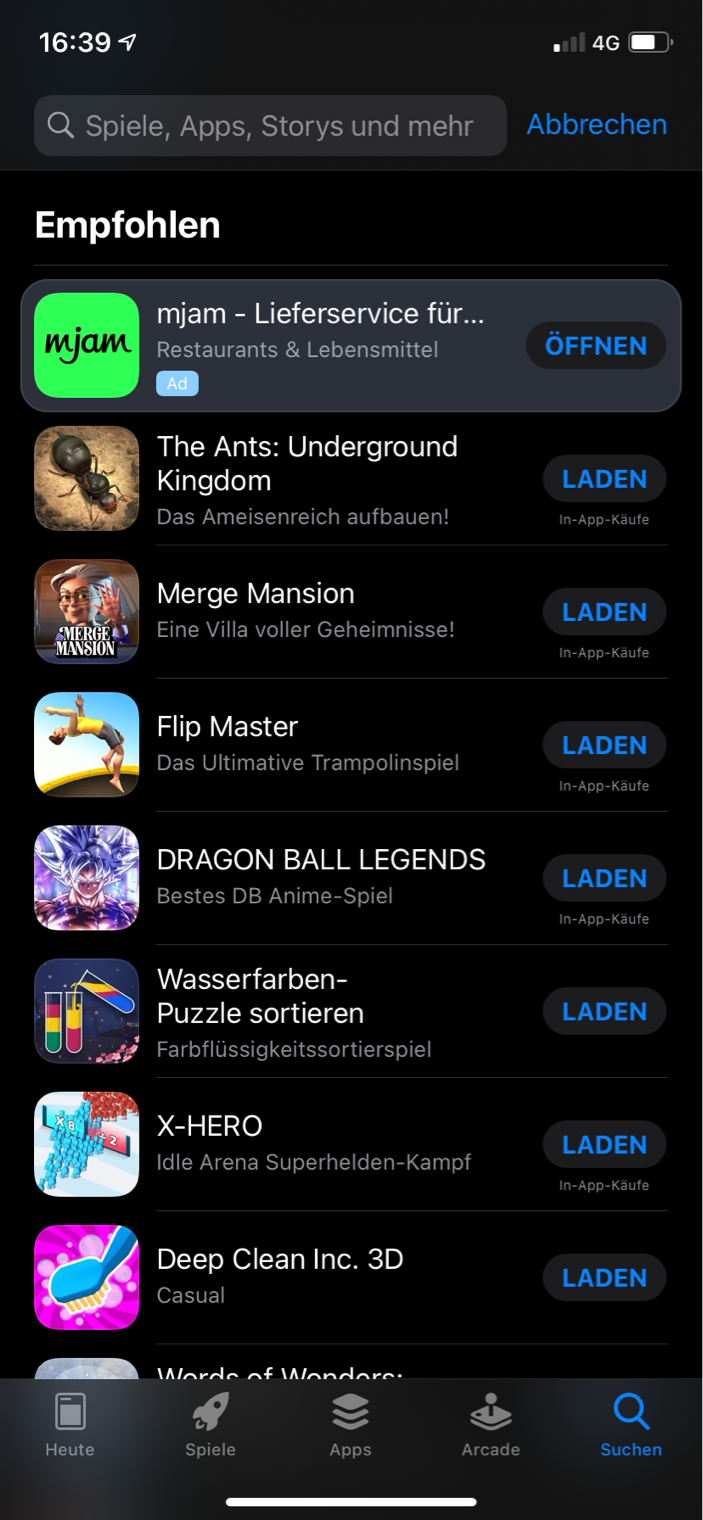 16:39
4G
Spiele, Apps, Storys und mehr
Abbrechen
Empfohlen
mjam
mjam - Lieferservice für...
Restaurants & Lebensmittel
Ad
ÖFFNEN
The Ants: Underground
Kingdom
Das Ameisenreich aufbauen!
LADEN
In-App-Käufe
MERGE
MANSION
Merge Mansion
Eine Villa voller Geheimnisse!
LADEN
In-App-Käufe
Flip Master
Das Ultimative Trampolinspiel
LADEN
In-App-Käufe
DRAGON BALL LEGENDS
Bestes DB Anime-Spiel
LADEN
In-App-Käufe
Wasserfarben-
Puzzle sortieren
Farbflüssigkeitssortierspiel
LADEN
X 8
÷ 2
X-HERO
Idle Arena Superhelden-Kampf
LADEN
In-App-Käufe
Deep Clean Inc. 3D
Casual
LADEN
Words of Wonders:
Heute
Spiele
Apps
Arcade
Suchen